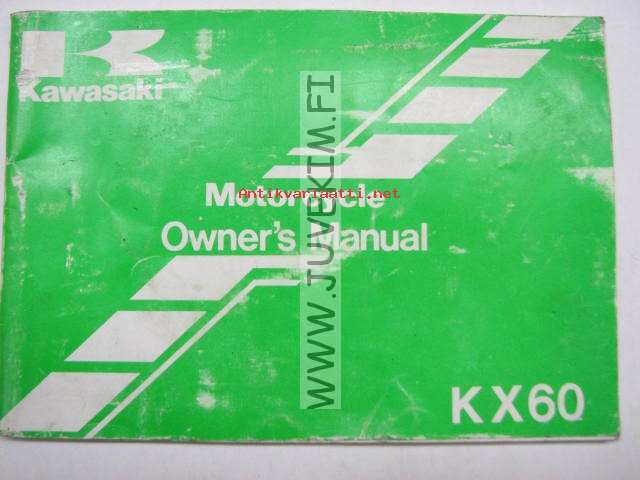 Kawasaki
Motorcycle
Antikvariaatti.net
Owner's Manual
WWW.JUVEKIM.FI
KX60